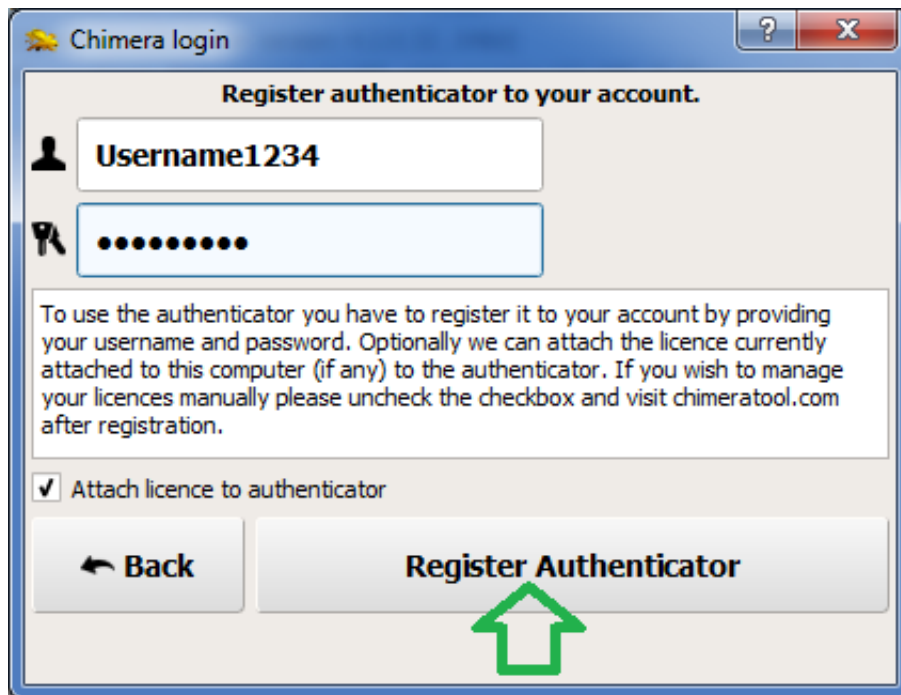 Chimera login
Register authenticator to your account.
Username1234
To use the authenticator you have to register it to your account by providing
your username and password. Optionally we can attach the licence currently
attached to this computer (if any) to the authenticator. If you wish to manage
your licences manually please uncheck the checkbox and visit chimeratool.com
after registration.
Attach licence to authenticator
Back
Register Authenticator